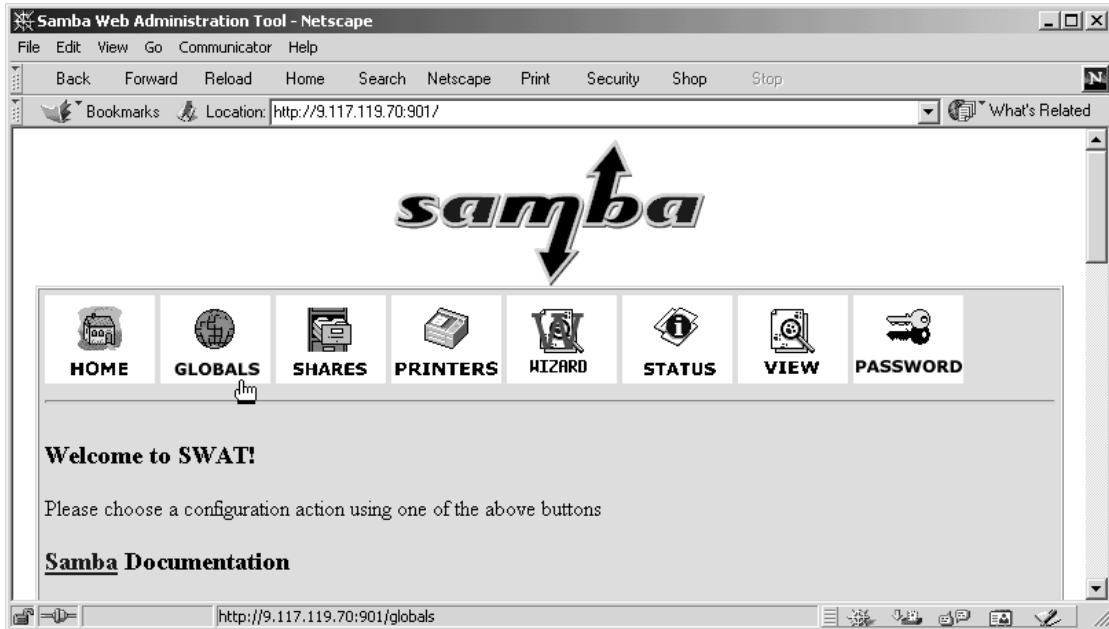 Samba Web Administration Tool - Netscape
File Edit View Go Communicator Help
Back Forward Reload Home Search Netscape Print Security Shop Stop
N
Bookmarks Location: http://9.117.119.70:901/ What's Related
samba
HOME GLOBALS SHARES PRINTERS WIZARD STATUS VIEW PASSWORD
Welcome to SWAT!
Please choose a configuration action using one of the above buttons
Samba Documentation
http://9.117.119.70:901/globals